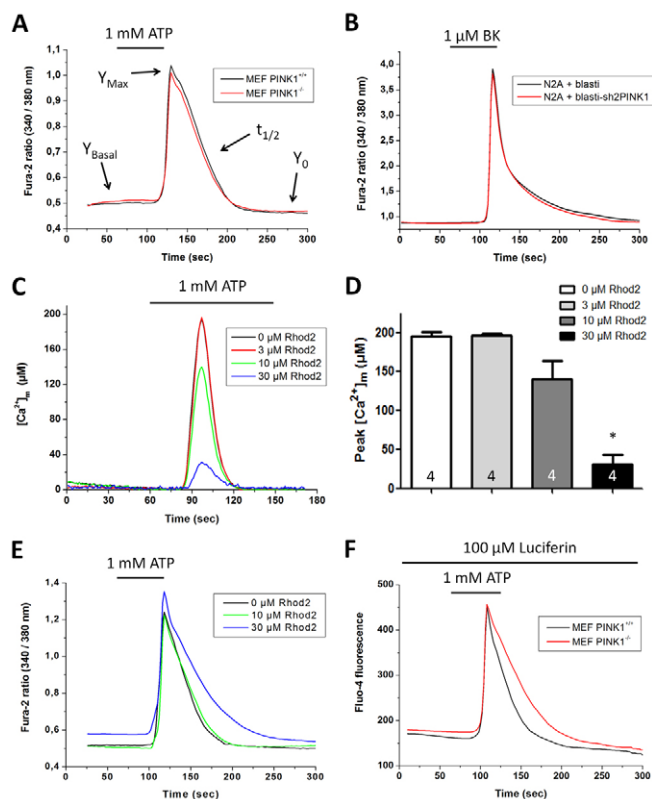 A
1 mM ATP
Fura-2 ratio (340 / 380 nm)
1,1
1,0
0,9
0,8
0,7
0,6
0,5
0,4
Y_Max
Y_Basal
t_1/2
Y_0
MEF PINK1+/+
MEF PINK1-/-
0 50 100 150 200 250 300
Time (sec)
B
1 µM BK
Fura-2 ratio (340 / 380 nm)
4,0
3,5
3,0
2,5
2,0
1,5
1,0
N2A + blasti
N2A + blasti-sh2PINK1
0 50 100 150 200 250 300
Time (sec)
C
1 mM ATP
[Ca2+]m (µM)
200
160
120
80
40
0
0 µM Rhod2
3 µM Rhod2
10 µM Rhod2
30 µM Rhod2
0 30 60 90 120 150 180
Time (sec)
D
0 µM Rhod2
3 µM Rhod2
10 µM Rhod2
30 µM Rhod2
Peak [Ca2+]m (µM)
200
150
100
50
0
*
4 4 4 4
E
1 mM ATP
Fura-2 ratio (340 / 380 nm)
1,4
1,2
1,0
0,8
0,6
0,4
0 µM Rhod2
10 µM Rhod2
30 µM Rhod2
0 50 100 150 200 250 300
Time (sec)
F
100 µM Luciferin
1 mM ATP
Fluo-4 fluorescence
500
400
300
200
100
MEF PINK1+/+
MEF PINK1-/-
0 50 100 150 200 250 300
Time (sec)